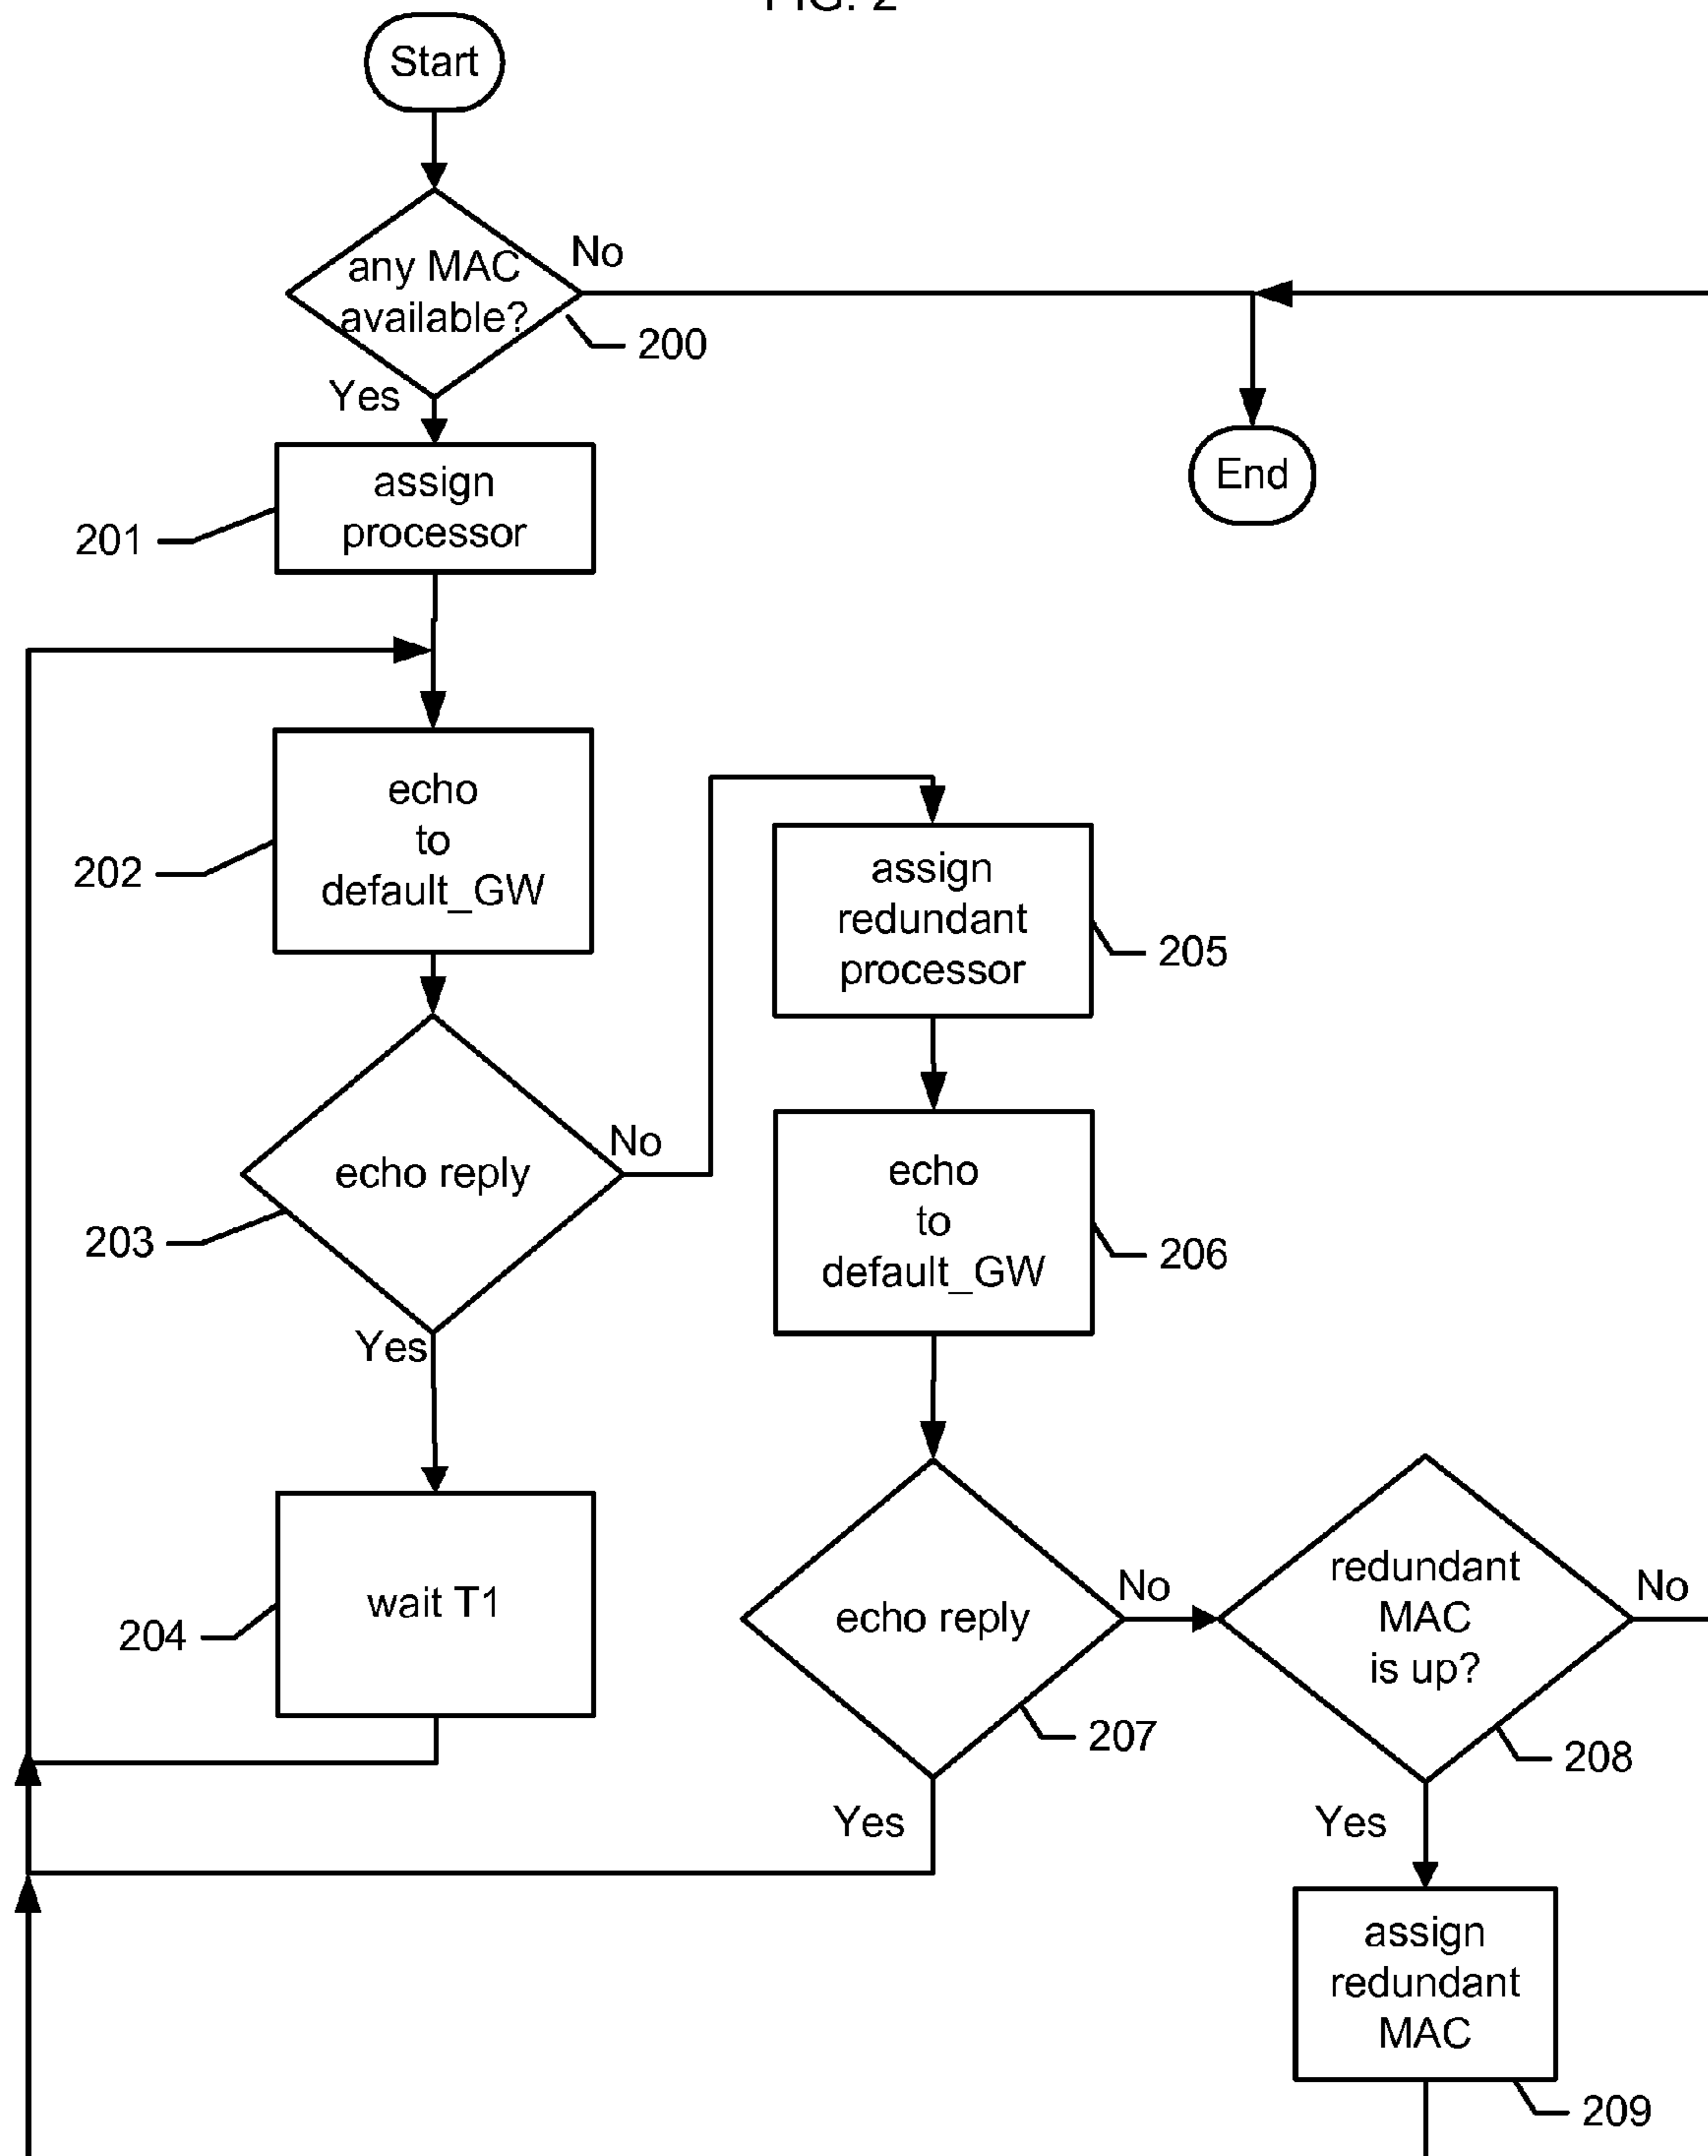 FIG. 2
Start
any MAC
available?
No
200
Yes
assign
processor
201
End
echo
to
default_GW
202
assign
redundant
processor
205
echo reply
No
203
Yes
echo
to
default_GW
206
wait T1
204
echo reply
No
207
Yes
redundant
MAC
is up?
No
208
Yes
assign
redundant
MAC
209